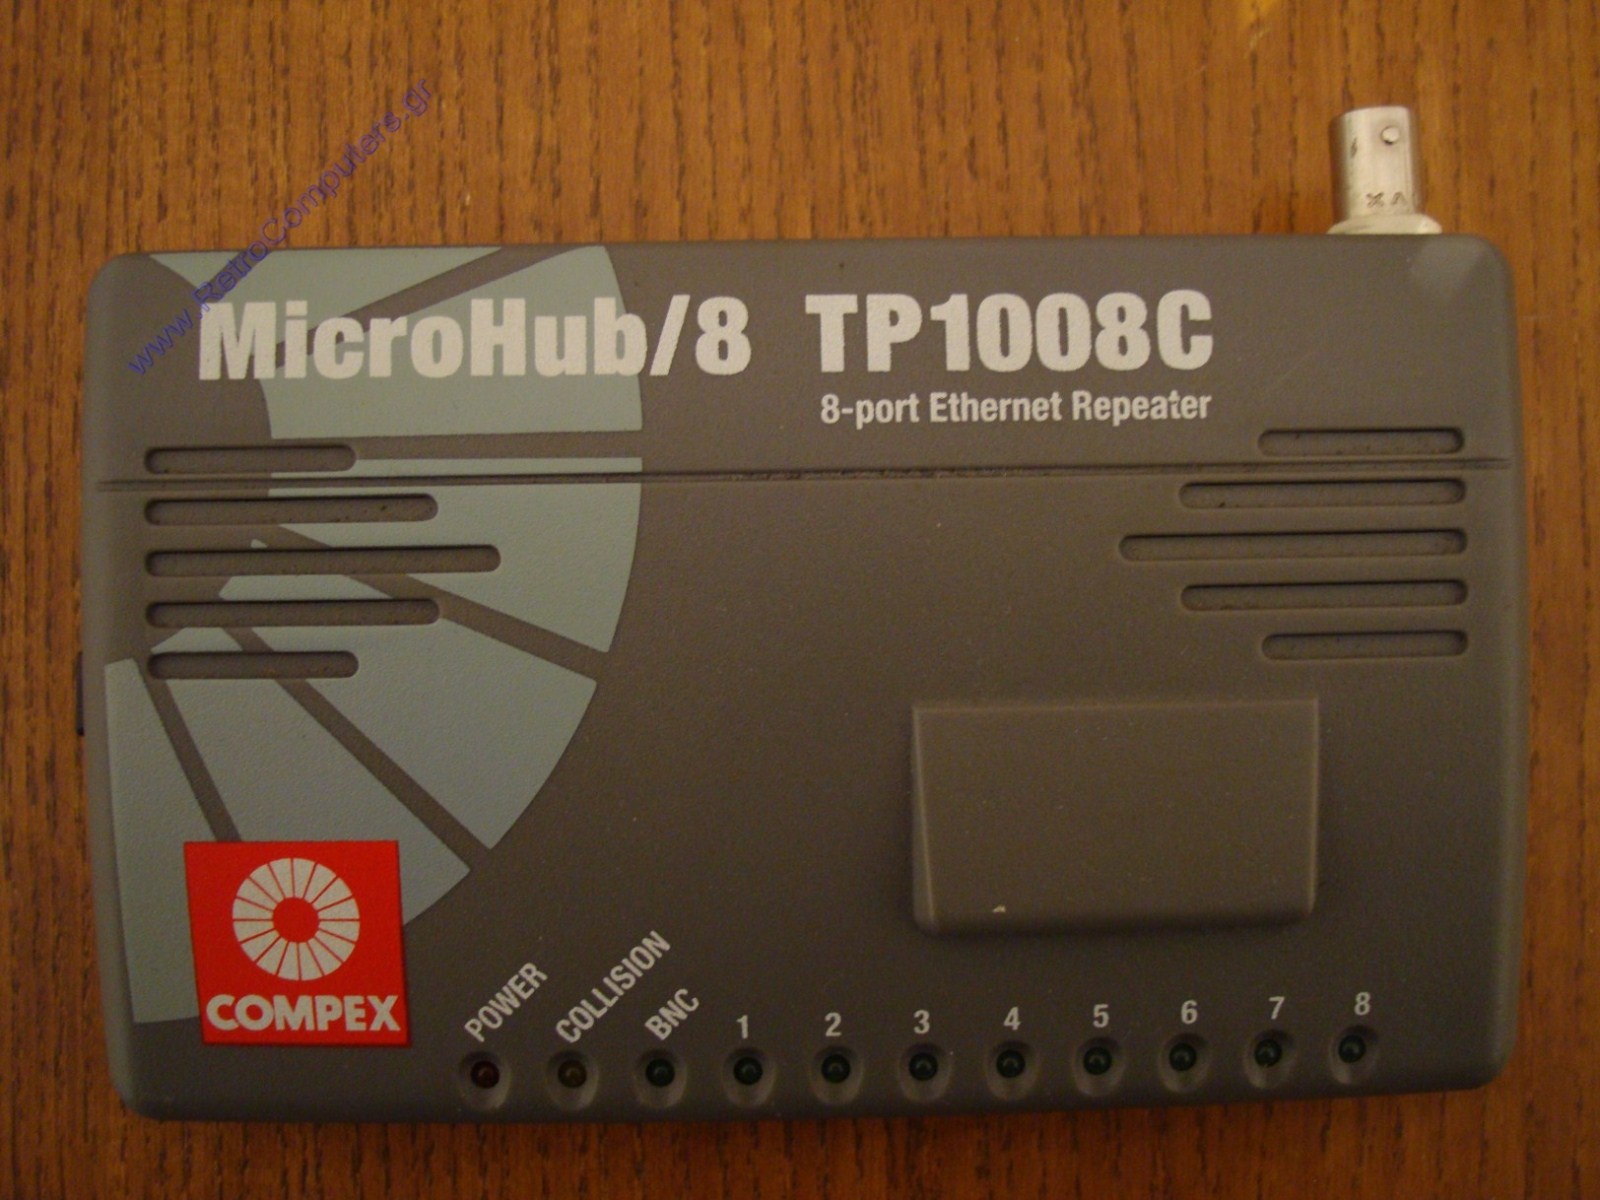 www.RetroComputers.gr
MicroHub/8 TP1008C
8-port Ethernet Repeater
COMPEX
POWER COLLISION BNC 1 2 3 4 5 6 7 8